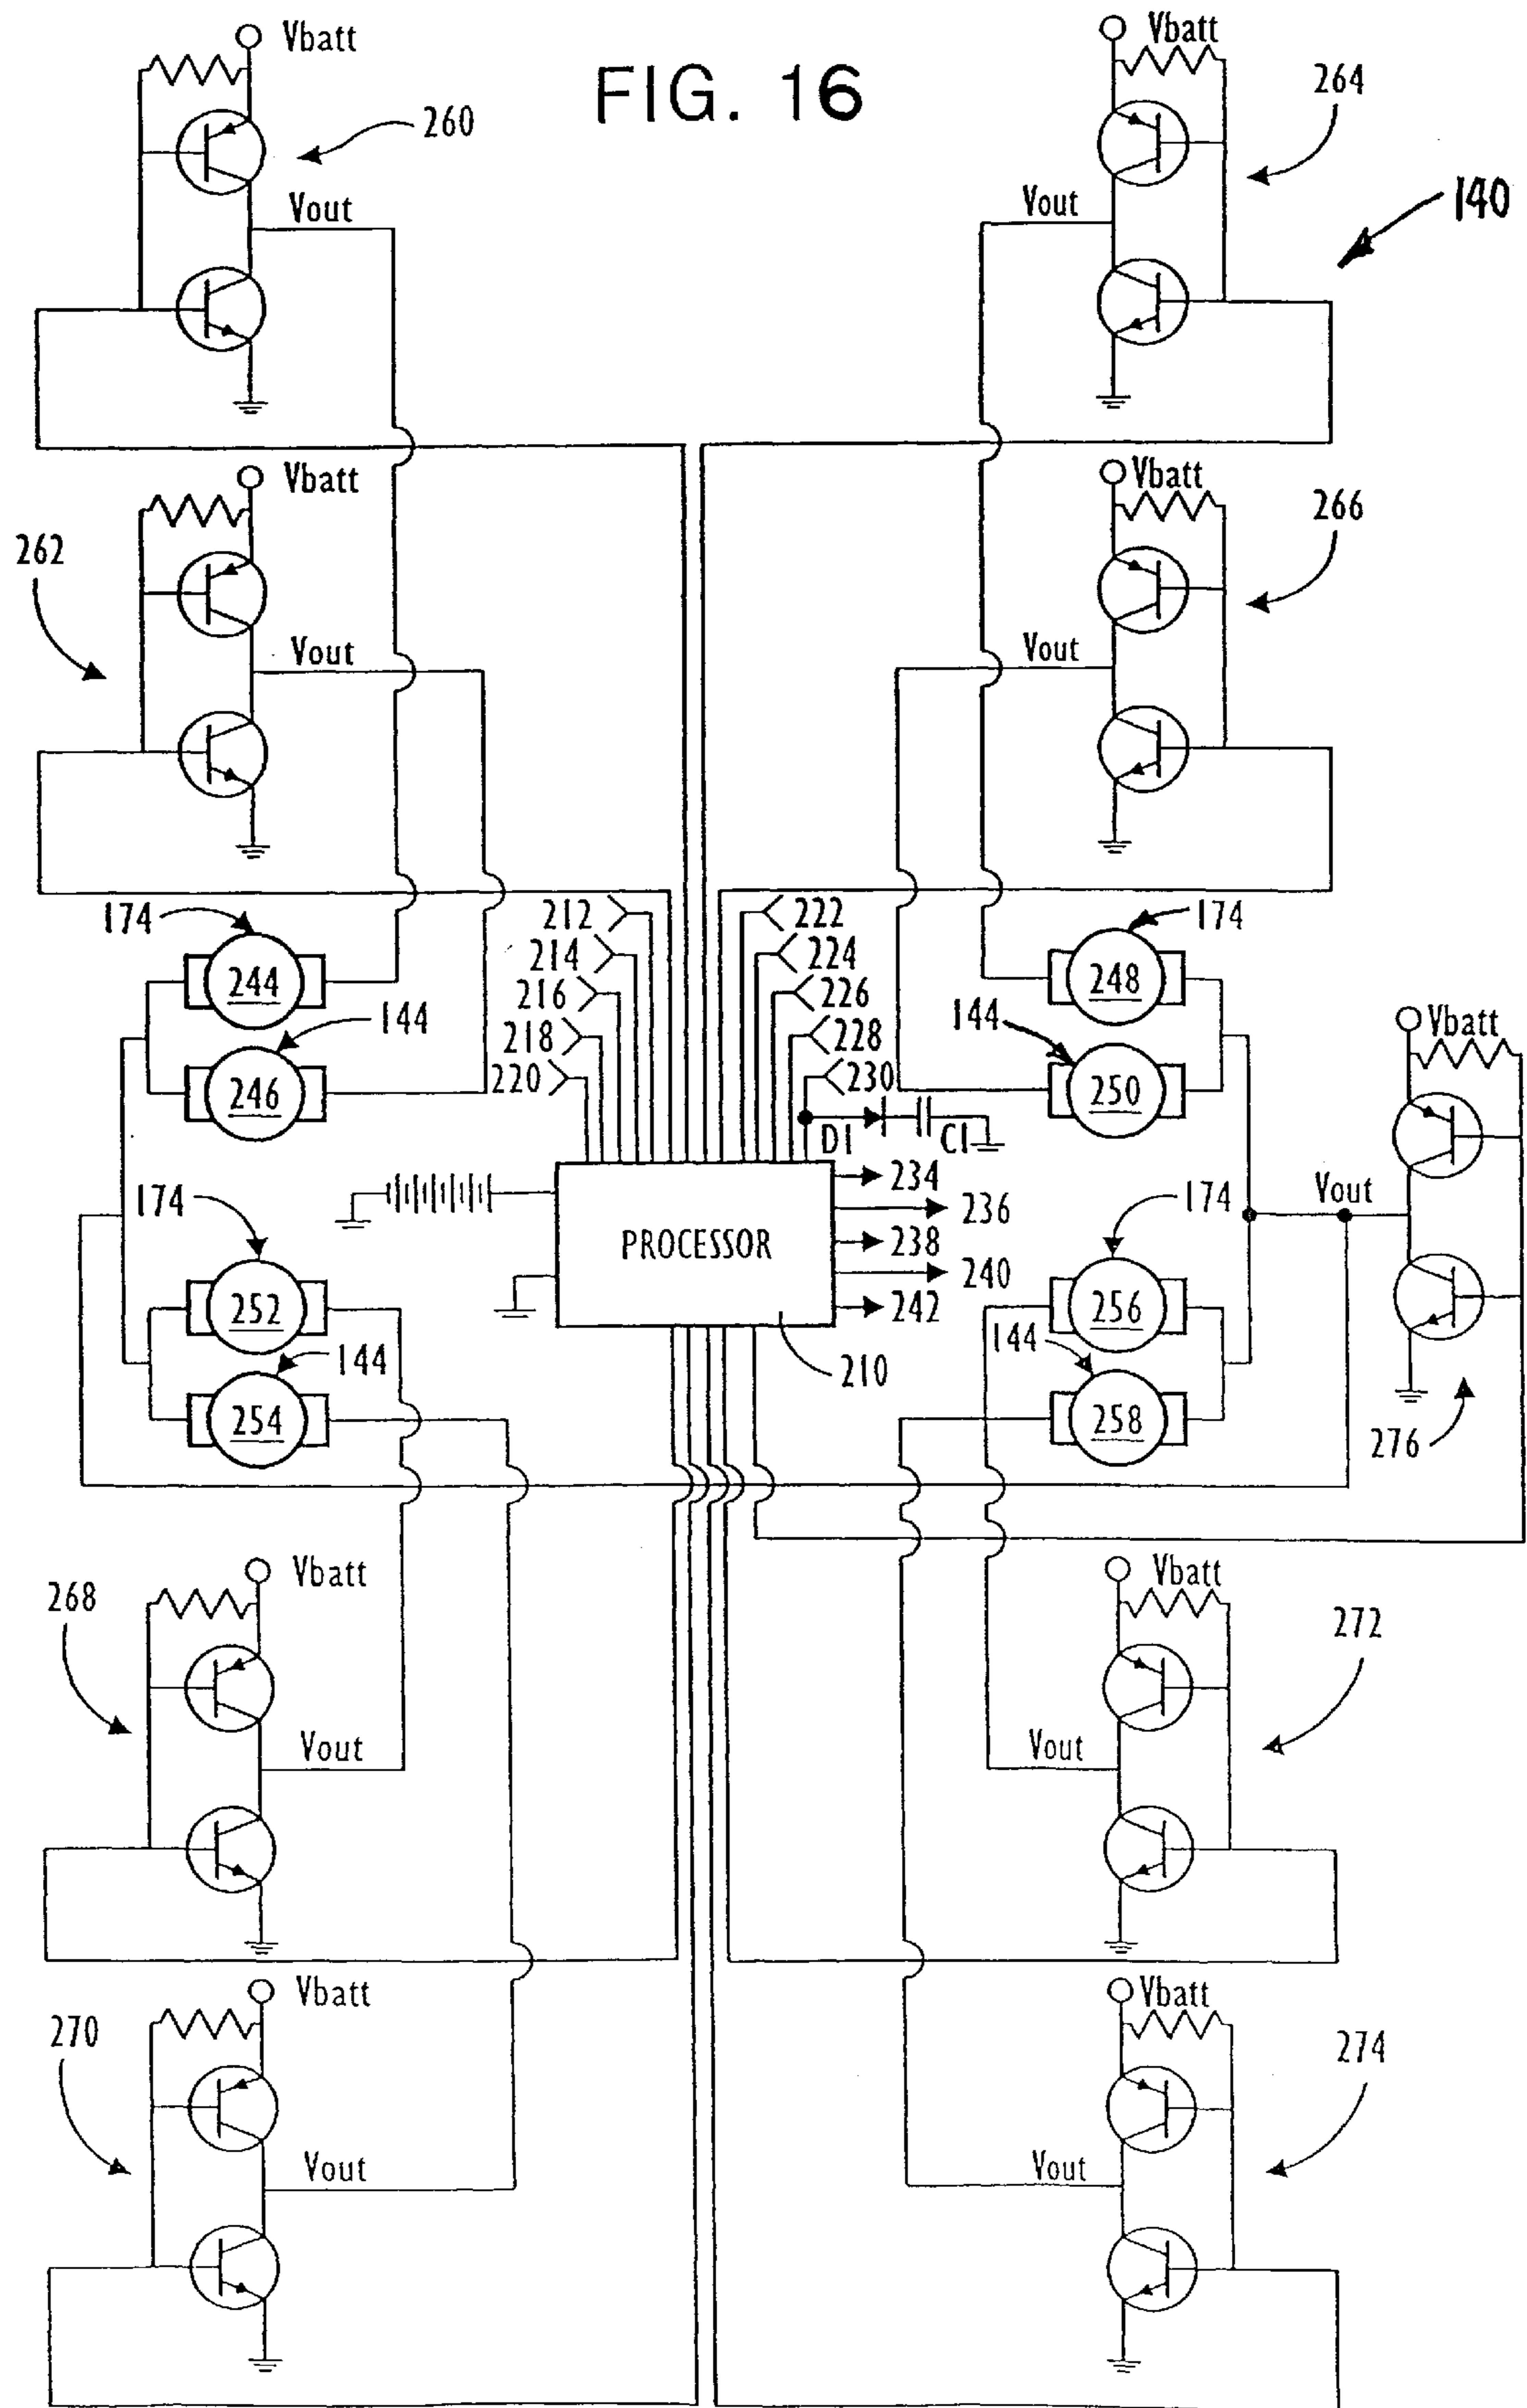 Vbatt
Vbatt
FIG. 16
264
260
140
Vout
Vout
Vbatt
Vbatt
266
262
Vout
Vout
174
212
222
174
214
224
244
248
216
226
144
144
218
228
Vbatt
220
230
246
250
D1
C1
234
174
174
Vout
236
PROCESSOR
238
240
252
256
242
144
144
210
254
258
276
Vbatt
Vbatt
268
272
Vout
Vout
Vbatt
Vbatt
270
274
Vout
Vout